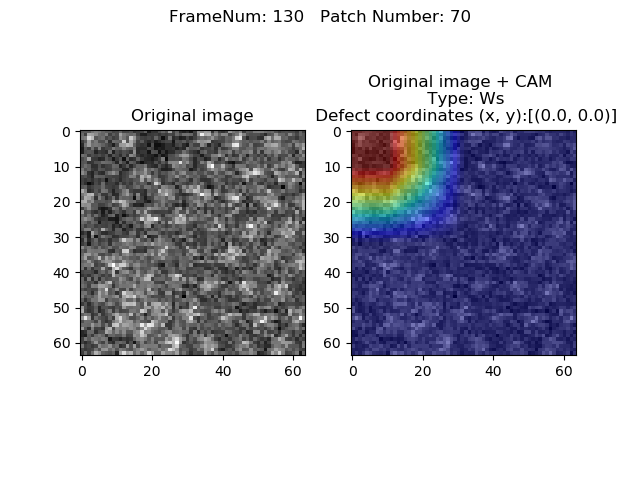 FrameNum: 130   Patch Number: 70
Original image
0
10
20
30
40
50
60
0 20 40 60
Original image + CAM
Type: Ws
Defect coordinates (x, y):[(0.0, 0.0)]
0
10
20
30
40
50
60
0 20 40 60